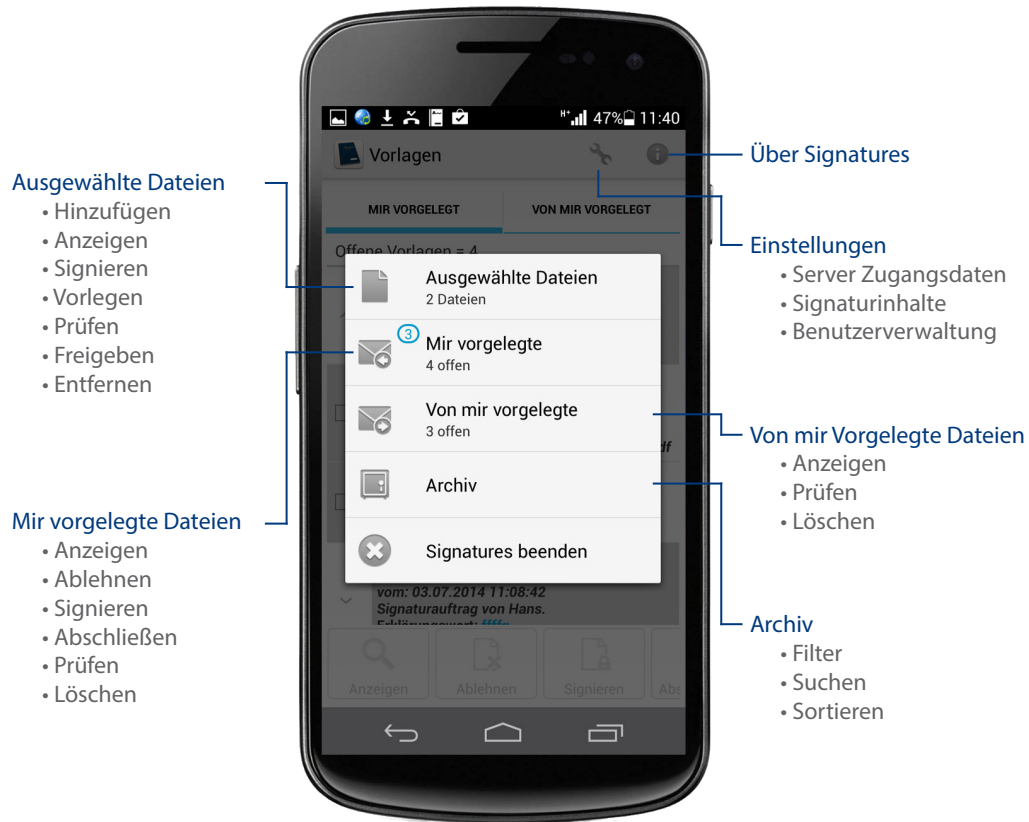 Ausgewählte Dateien
• Hinzufügen
• Anzeigen
• Signieren
• Vorlegen
• Prüfen
• Freigeben
• Entfernen
Mir vorgelegte Dateien
• Anzeigen
• Ablehnen
• Signieren
• Abschließen
• Prüfen
• Löschen
H+ 47% 11:40
Vorlagen
MIR VORGELEGT VON MIR VORGELEGT
Offene Vorlagen = 4
Ausgewählte Dateien
2 Dateien
3
Mir vorgelegte
4 offen
Von mir vorgelegte
3 offen
df
Archiv
Signatures beenden
vom: 03.07.2014 11:08:42
Signaturauftrag von Hans.
Anzeigen Ablehnen Signieren Abs
Über Signatures
Einstellungen
• Server Zugangsdaten
• Signaturinhalte
• Benutzerverwaltung
Von mir Vorgelegte Dateien
• Anzeigen
• Prüfen
• Löschen
Archiv
• Filter
• Suchen
• Sortieren